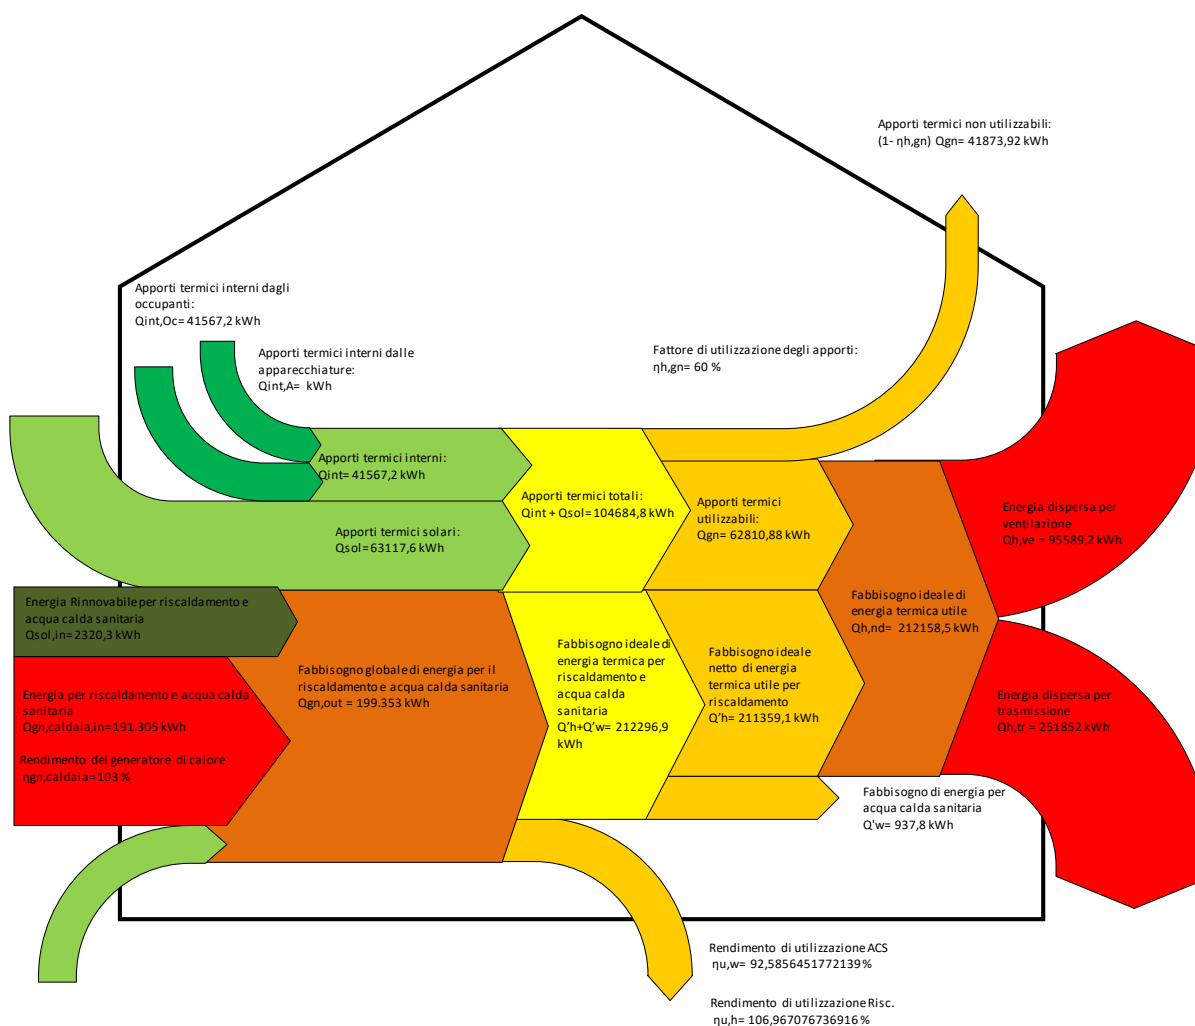 Apporti termici non utilizzabili:
(1- ηh,gn) Qgn= 41873,92 kWh
Apporti termici interni dagli
occupanti:
Qint,Oc= 41567,2 kWh
Apporti termici interni dalle
apparecchiature:
Qint,A= kWh
Fattore di utilizzazione degli apporti:
ηh,gn= 60 %
Apporti termici interni:
Qint= 41567,2 kWh
Apporti termici solari:
Qsol= 63117,6 kWh
Apporti termici totali:
Qint + Qsol= 104684,8 kWh
Apporti termici
utilizzabili:
Qgn= 62810,88 kWh
Energia dispersa per
ventilazione
Qh,ve = 95589,2 kWh
Energia Rinnovabile per riscaldamento e
acqua calda sanitaria
Qsol,in= 2320,3 kWh
Fabbisogno ideale di
energia termica utile
Qh,nd= 212158,5 kWh
Energia per riscaldamento e acqua calda
sanitaria
Qgn,caldaia,in= 191.305 kWh
Rendimento del generatore di calore
ηgn,caldaia= 103 %
Fabbisogno globale di energia per il
riscaldamento e acqua calda sanitaria
Qgn,out = 199.353 kWh
Fabbisogno ideale di
energia termica per
riscaldamento e
acqua calda
sanitaria
Q'h+Q'w= 212296,9
kWh
Fabbisogno ideale
netto di energia
termica utile per
riscaldamento
Q'h= 211359,1 kWh
Energia dispersa per
trasmissione
Qh,tr = 251852 kWh
Fabbisogno di energia per
acqua calda sanitaria
Q'w= 937,8 kWh
Rendimento di utilizzazione ACS
ηu,w= 92,5856451772139 %
Rendimento di utilizzazione Risc.
ηu,h= 106,967076736916 %